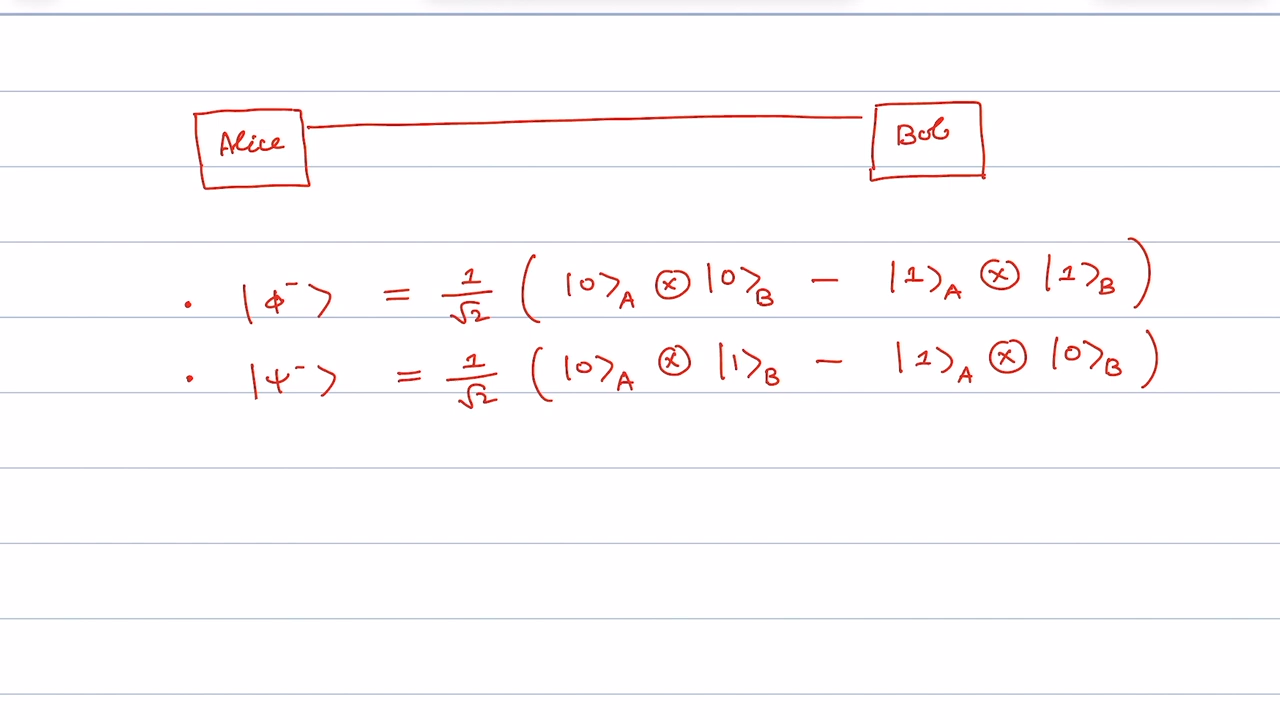 Alice Bob
• |ϕ⁻⟩ = 1/√2 ( |0⟩_A ⊗ |0⟩_B − |1⟩_A ⊗ |1⟩_B )
• |ψ⁻⟩ = 1/√2 ( |0⟩_A ⊗ |1⟩_B − |1⟩_A ⊗ |0⟩_B )